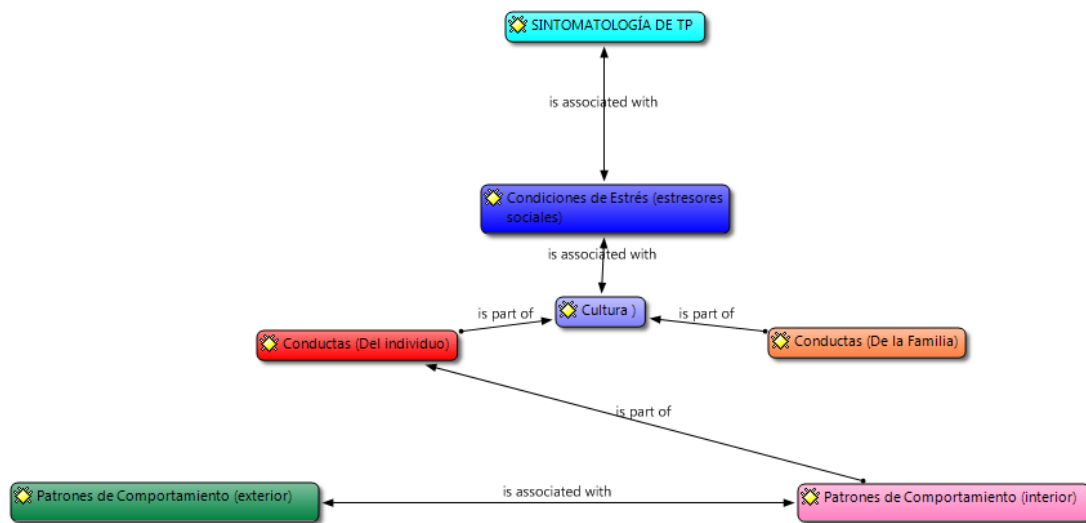 SINTOMATOLOGÍA DE TP
is associated with
Condiciones de Estrés (estresores
sociales)
is associated with
Cultura )
is part of
is part of
Conductas (Del individuo)
Conductas (De la Familia)
is part of
Patrones de Comportamiento (exterior)
is associated with
Patrones de Comportamiento (interior)